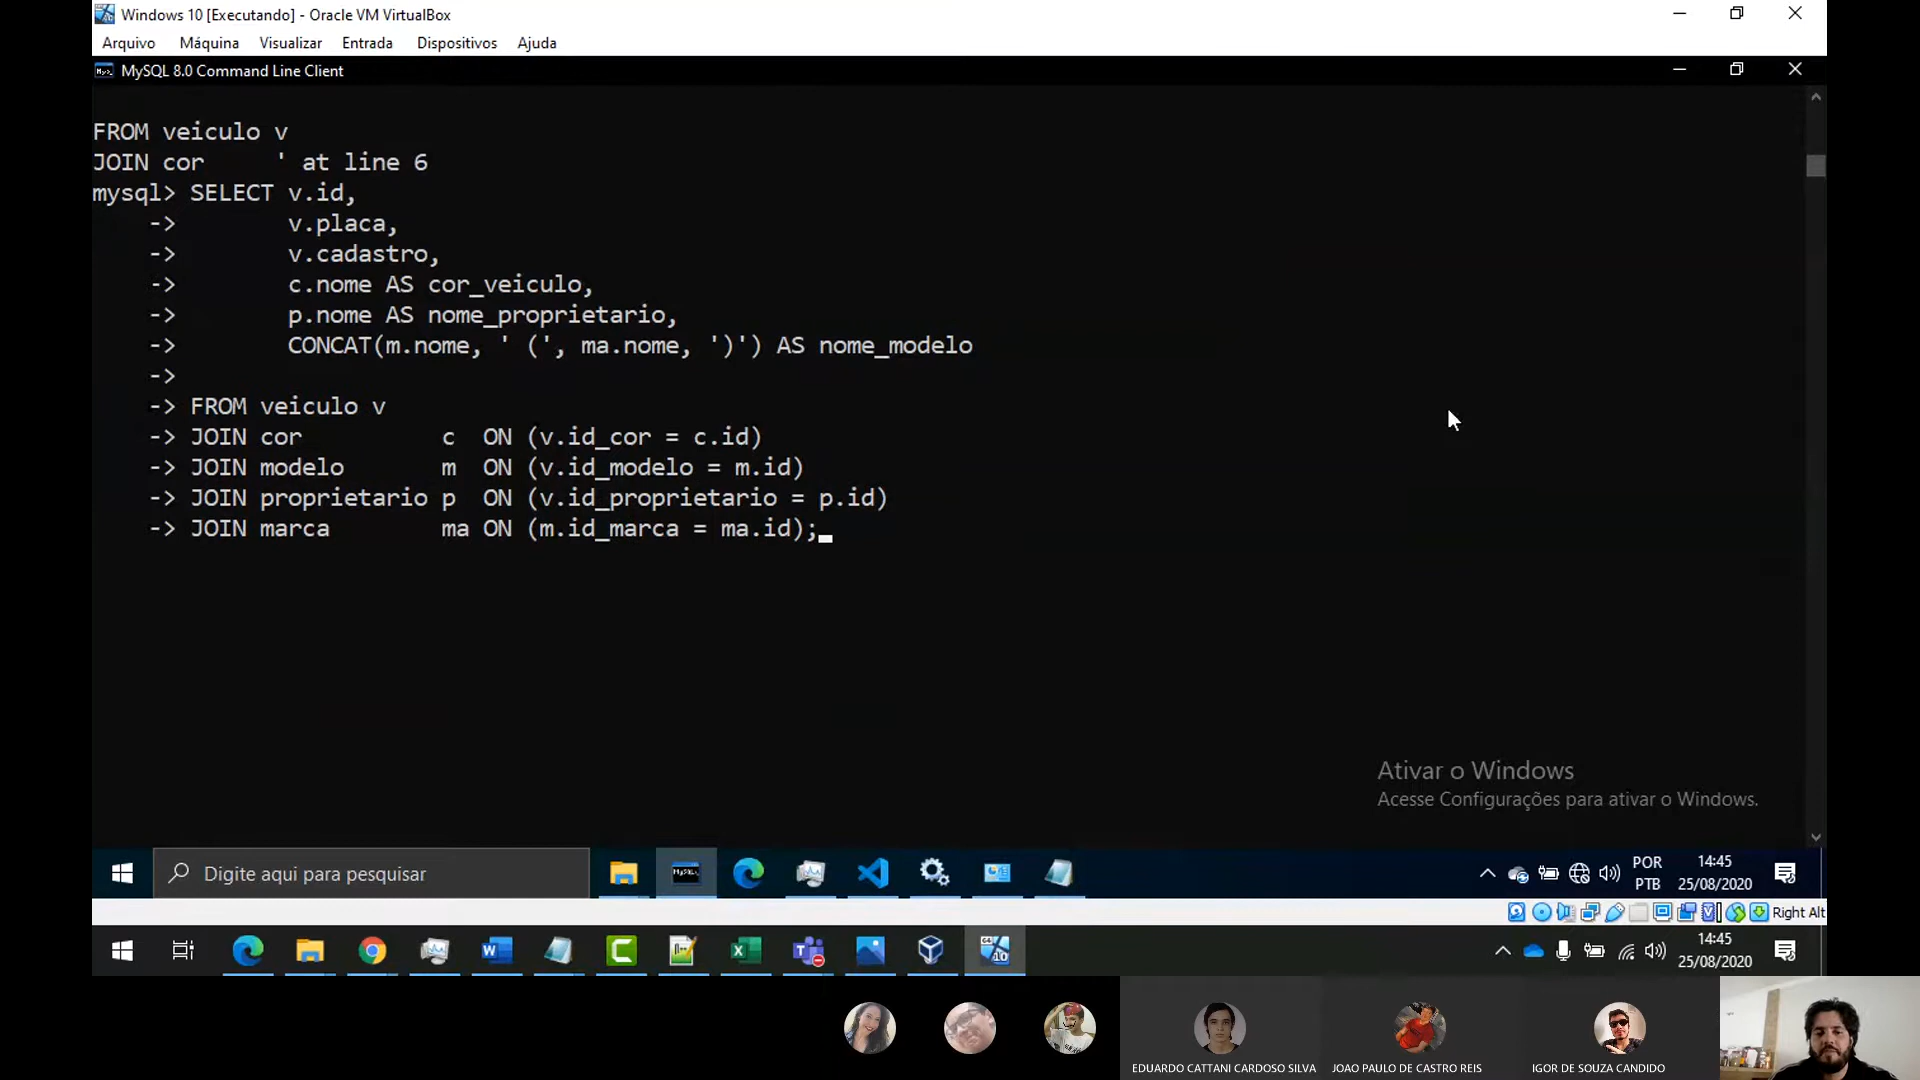 Windows 10 [Executando] - Oracle VM VirtualBox
Arquivo Máquina Visualizar Entrada Dispositivos Ajuda
MySQL 8.0 Command Line Client
FROM veiculo v
JOIN cor     ' at line 6
mysql> SELECT v.id,
    ->        v.placa,
    ->        v.cadastro,
    ->        c.nome AS cor_veiculo,
    ->        p.nome AS nome_proprietario,
    ->        CONCAT(m.nome, ' (', ma.nome, ')') AS nome_modelo
    ->
    -> FROM veiculo v
    -> JOIN cor          c  ON (v.id_cor = c.id)
    -> JOIN modelo       m  ON (v.id_modelo = m.id)
    -> JOIN proprietario p  ON (v.id_proprietario = p.id)
    -> JOIN marca        ma ON (m.id_marca = ma.id);
Ativar o Windows
Acesse Configurações para ativar o Windows.
Digite aqui para pesquisar
POR
PTB
14:45
25/08/2020
Right Alt
14:45
25/08/2020
EDUARDO CATTANI CARDOSO SILVA
JOAO PAULO DE CASTRO REIS
IGOR DE SOUZA CANDIDO